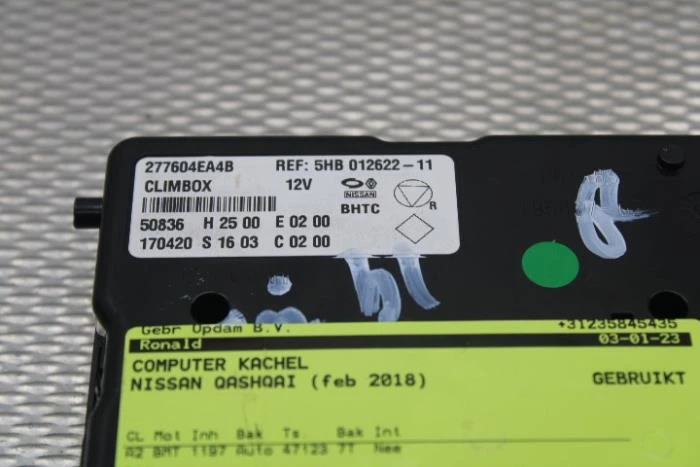 277604EA4B REF: 5HB 012622-11
CLIMBOX 12V
NISSAN
BHTC
R
50836 H 25 00 E 02 00
170420 S 16 03 C 02 00
Gebr Opdam B.V. +31235845435
Ronald 03-01-23
COMPUTER KACHEL
NISSAN QASHQAI (feb 2018) GEBRUIKT
CL Mot Inh Bak Ts. Bak Int
A2 BMT 1197 Auto 47123 7T Nee